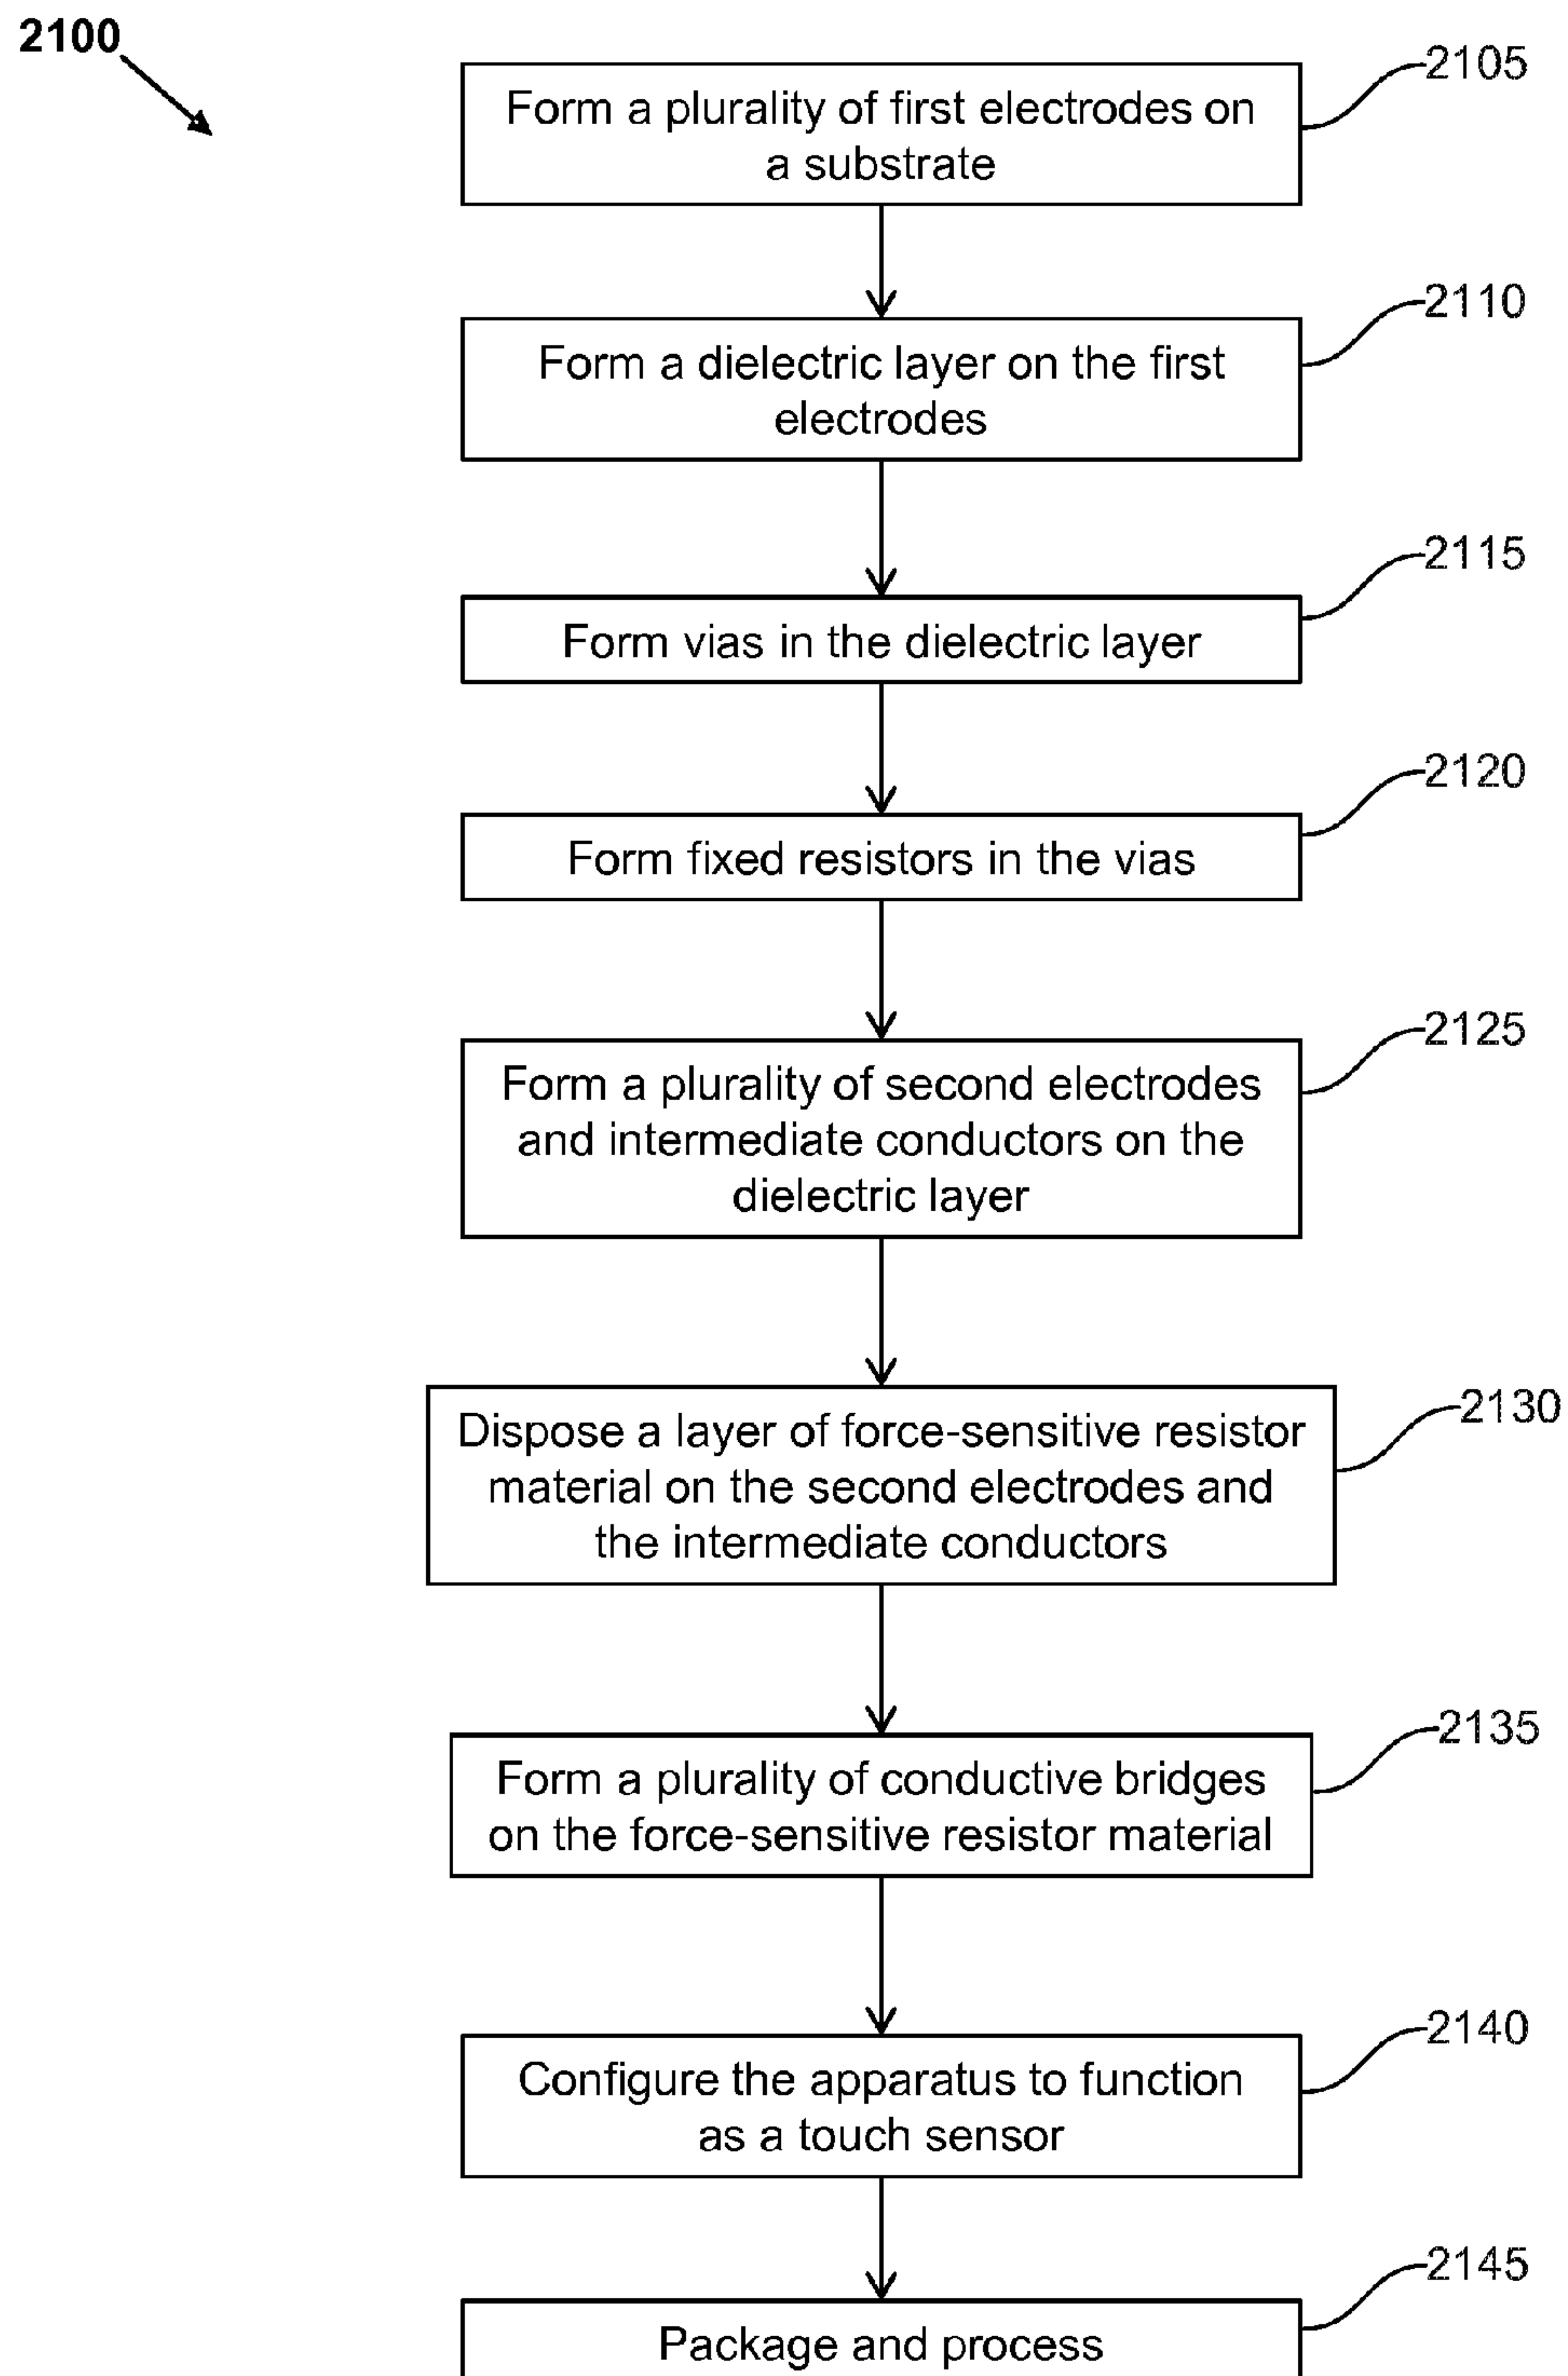 2100
2105
Form a plurality of first electrodes on
a substrate
2110
Form a dielectric layer on the first
electrodes
2115
Form vias in the dielectric layer
2120
Form fixed resistors in the vias
2125
Form a plurality of second electrodes
and intermediate conductors on the
dielectric layer
2130
Dispose a layer of force-sensitive resistor
material on the second electrodes and
the intermediate conductors
2135
Form a plurality of conductive bridges
on the force-sensitive resistor material
2140
Configure the apparatus to function
as a touch sensor
2145
Package and process